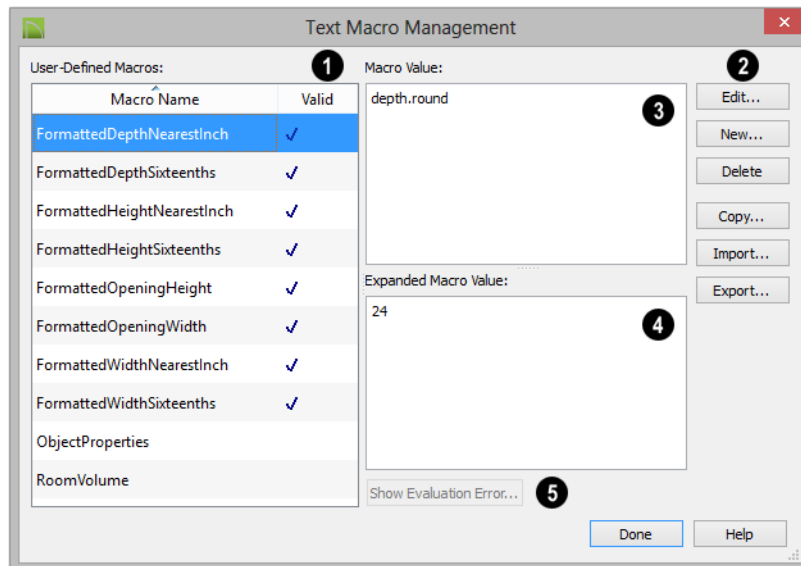 Text Macro Management
User-Defined Macros:
1
Macro Name
Valid
FormattedDepthNearestInch
FormattedDepthSixteenths
FormattedHeightNearestInch
FormattedHeightSixteenths
FormattedOpeningHeight
FormattedOpeningWidth
FormattedWidthNearestInch
FormattedWidthSixteenths
ObjectProperties
RoomVolume
Macro Value:
depth.round
3
Expanded Macro Value:
24
4
Show Evaluation Error...
5
2
Edit...
New...
Delete
Copy...
Import...
Export...
Done
Help